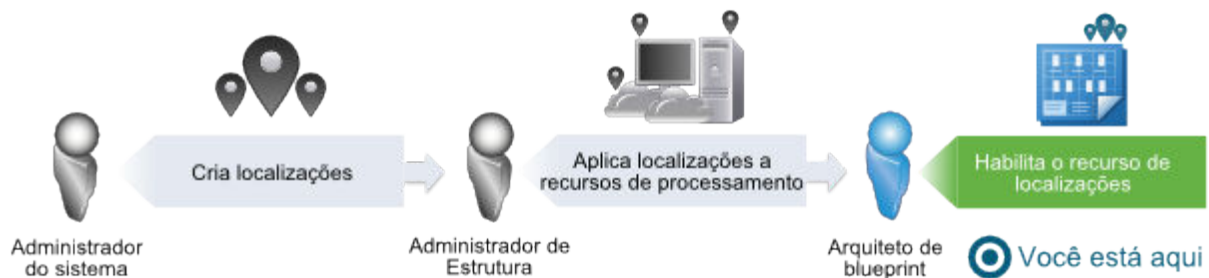 Cria localizações
Aplica localizações a
recursos de processamento
Habilita o recurso de
localizações
Administrador
do sistema
Administrador de
Estrutura
Arquiteto de
blueprint
Você está aqui